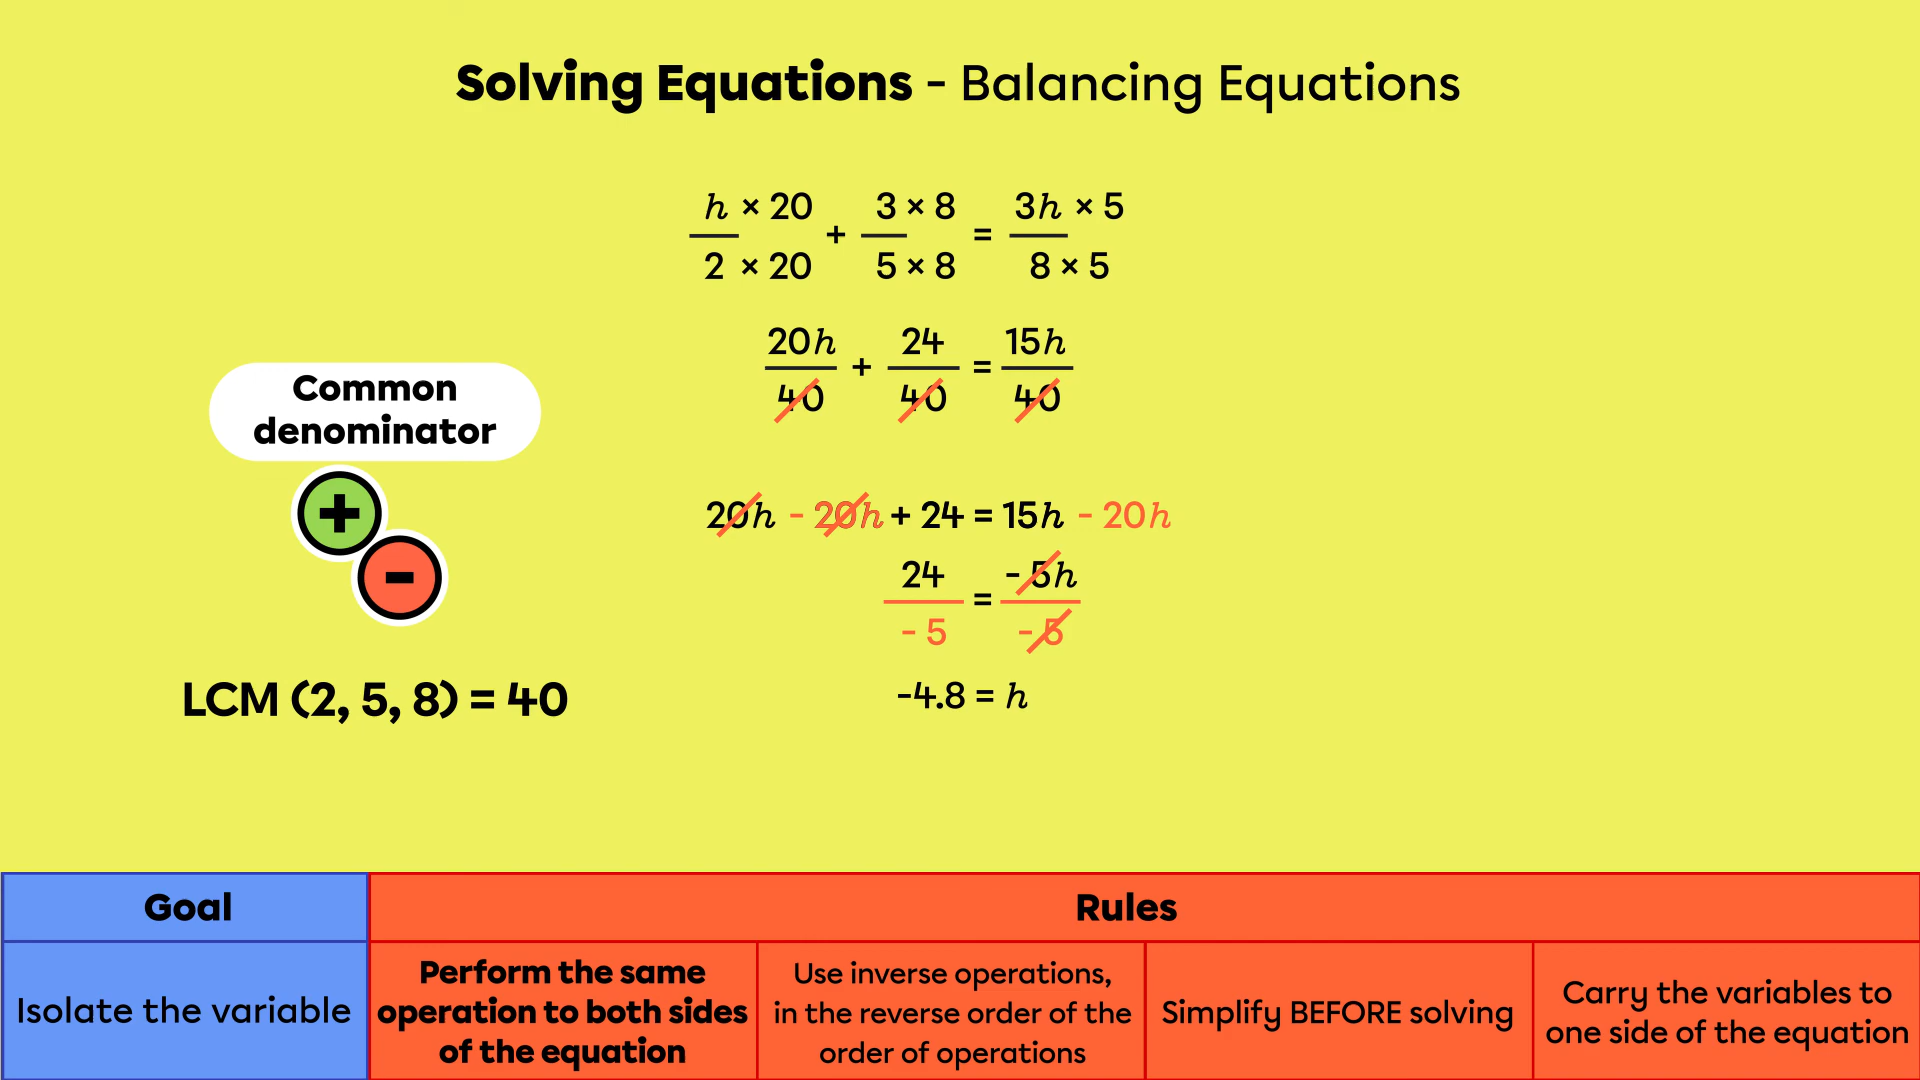 Solving Equations - Balancing Equations
h × 20 + 3 × 8 = 3h × 5
2 × 20 5 × 8 8 × 5
20h + 24 = 15h
40 40 40
Common
denominator
+
-
20h - 20h + 24 = 15h - 20h
24 = - 5h
- 5 - 5
LCM (2, 5, 8) = 40
-4.8 = h
Goal
Rules
Isolate the variable
Perform the same
operation to both sides
of the equation
Use inverse operations,
in the reverse order of the
order of operations
Simplify BEFORE solving
Carry the variables to
one side of the equation